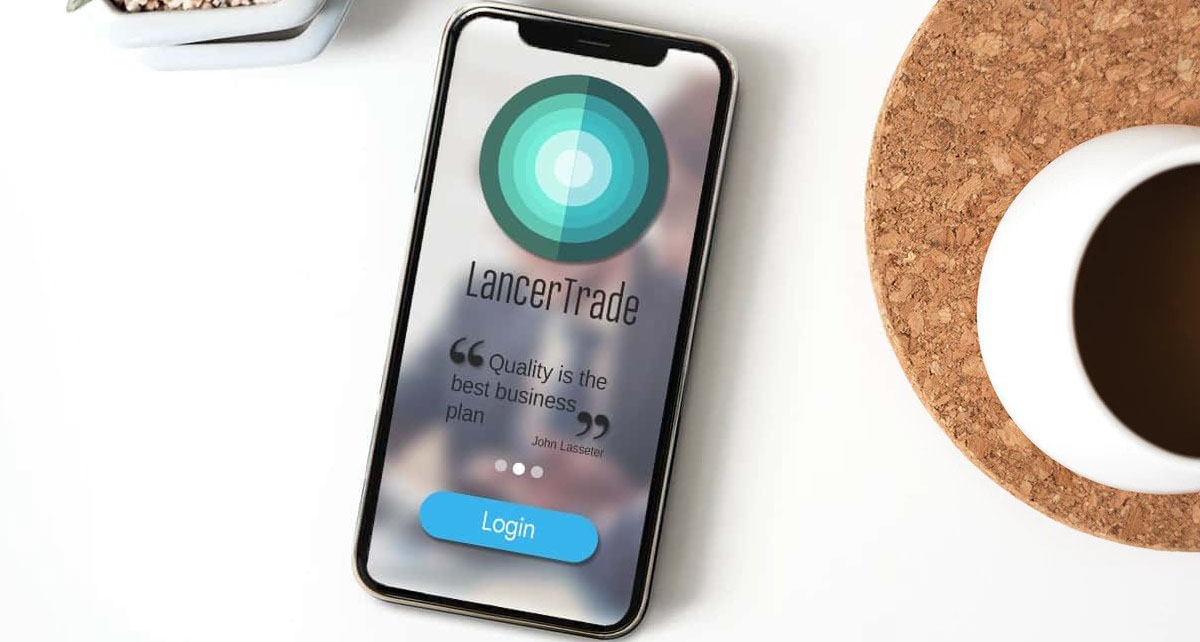 LancerTrade
“Quality is the
best business
plan”
John Lasseter
Login